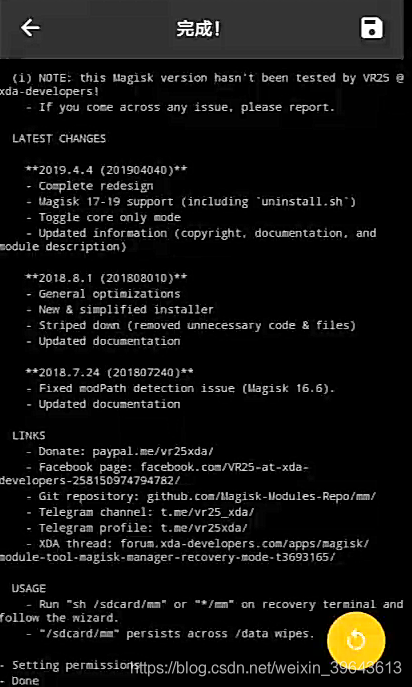 完成！
(i) NOTE: this Magisk version hasn't been tested by VR25 @
xda-developers!
- If you come across any issue, please report.
LATEST CHANGES
**2019.4.4 (201904040)**
- Complete redesign
- Magisk 17-19 support (including `uninstall.sh`)
- Toggle core only mode
- Updated information (copyright, documentation, and
module description)
**2018.8.1 (201808010)**
- General optimizations
- New & simplified installer
- Striped down (removed unnecessary code & files)
- Updated documentation
**2018.7.24 (201807240)**
- Fixed modPath detection issue (Magisk 16.6).
- Updated documentation
LINKS
- Donate: paypal.me/vr25xda/
- Facebook page: facebook.com/VR25-at-xda-
developers-258150974794782/
- Git repository: github.com/Magisk-Modules-Repo/mm/
- Telegram channel: t.me/vr25_xda/
- Telegram profile: t.me/vr25xda/
- XDA thread: forum.xda-developers.com/apps/magisk/
module-tool-magisk-manager-recovery-mode-t3693165/
USAGE
- Run "sh /sdcard/mm" or "*/mm" on recovery terminal and
follow the wizard.
- "/sdcard/mm" persists across /data wipes.
- Setting permissions
https://blog.csdn.net/weixin_39643613
- Done